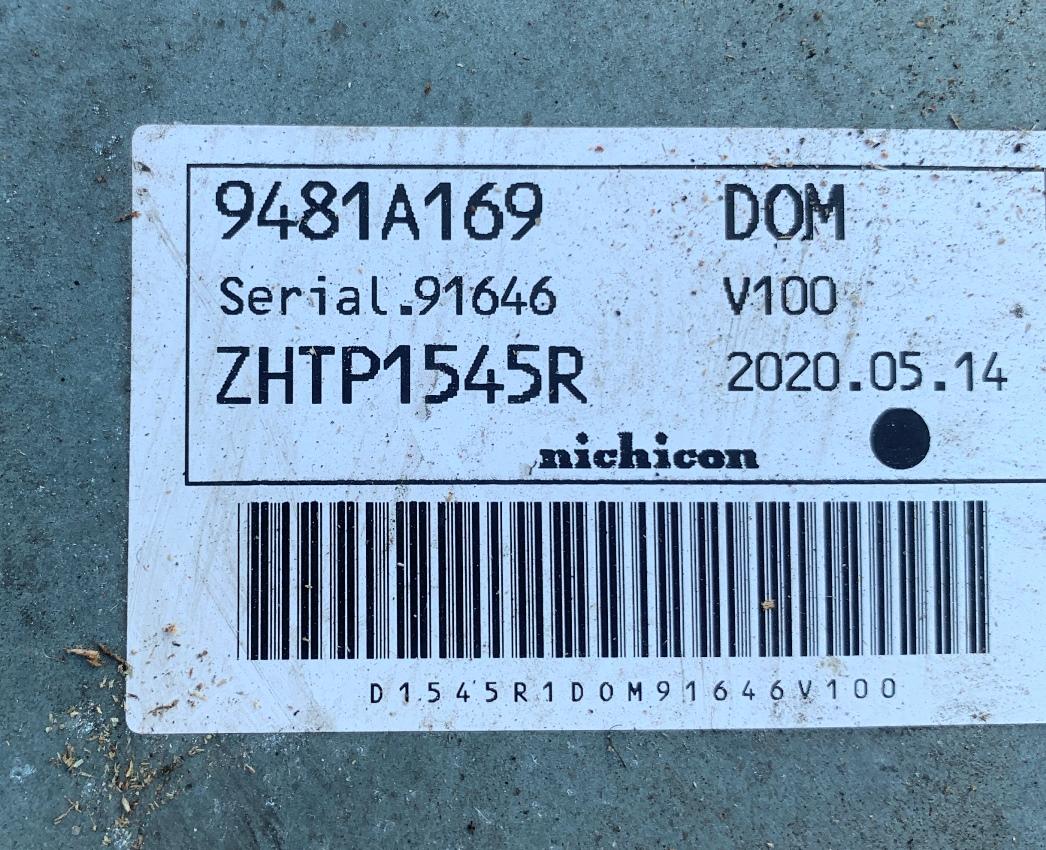 9481A169 DOM
Serial.91646 V100
ZHTP1545R 2020.05.14
nichicon
D1545R1DOM91646V100